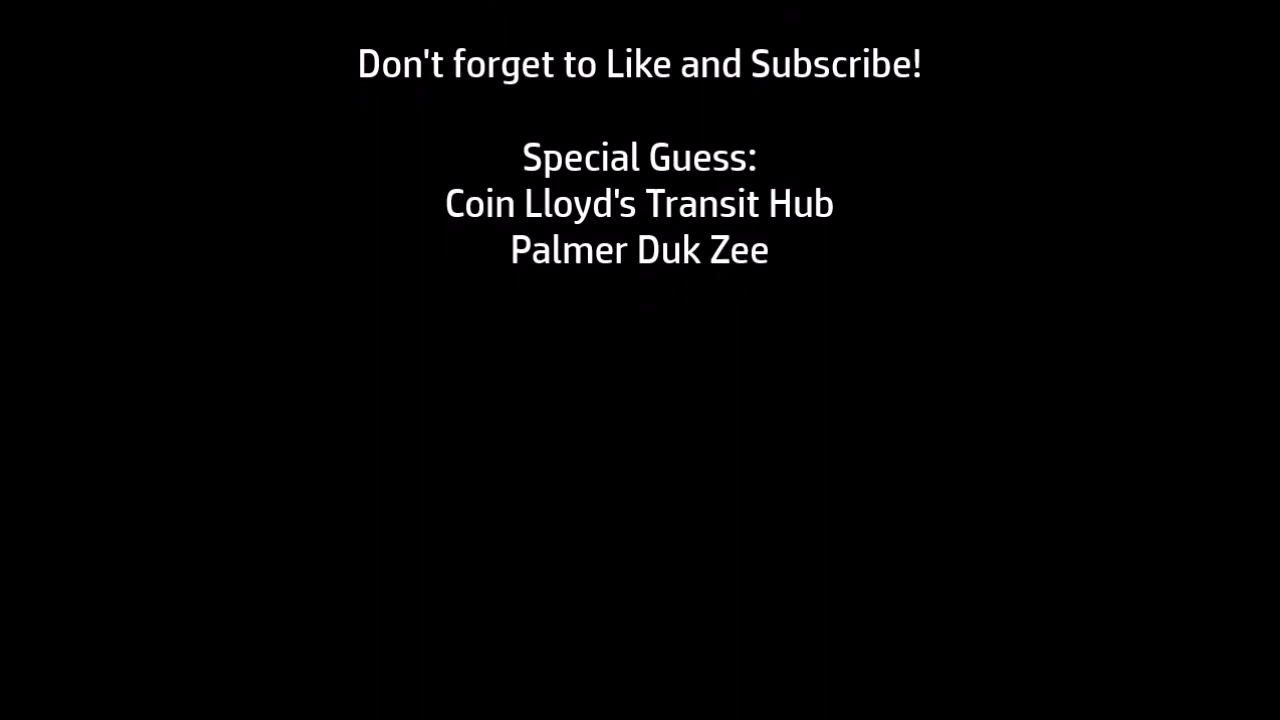 Don't forget to Like and Subscribe!
Special Guess:
Coin Lloyd's Transit Hub
Palmer Duk Zee